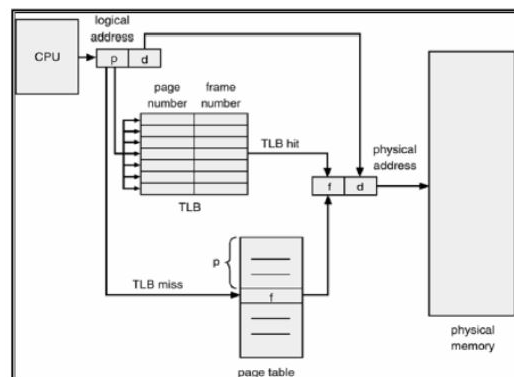 logical
address
CPU
p d
page
number
frame
number
TLB hit
physical
address
f d
TLB
p
TLB miss
f
physical
memory
page table